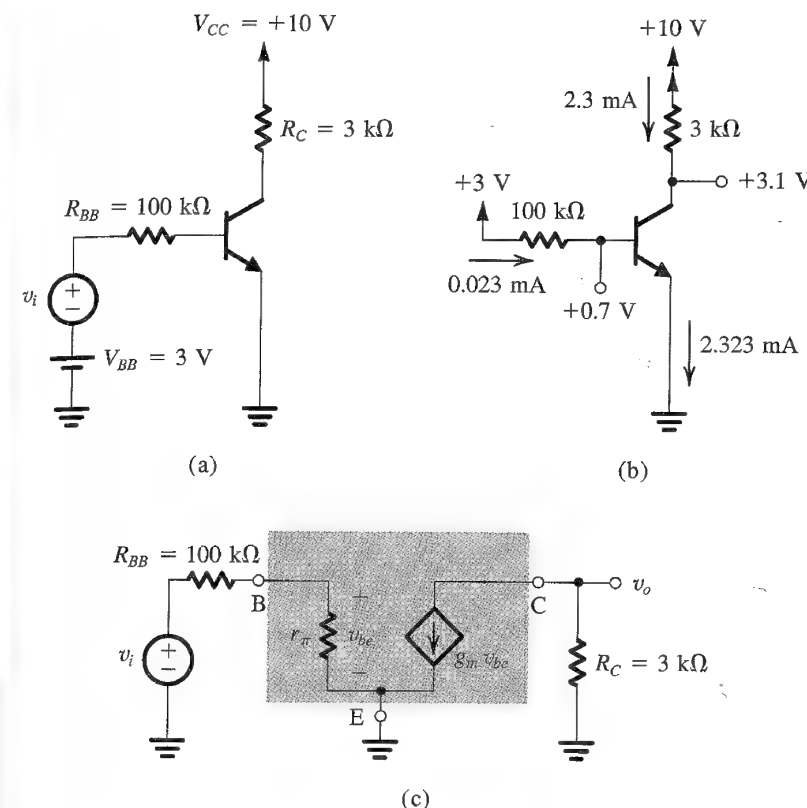 V_CC = +10 V
R_C = 3 kΩ
R_BB = 100 kΩ
v_i
+
−
V_BB = 3 V
(a)
+10 V
2.3 mA
3 kΩ
+3.1 V
+3 V
100 kΩ
0.023 mA
+0.7 V
2.323 mA
(b)
R_BB = 100 kΩ
B
C
v_o
r_π
+
v_be
−
g_m v_be
v_i
+
−
R_C = 3 kΩ
E
(c)